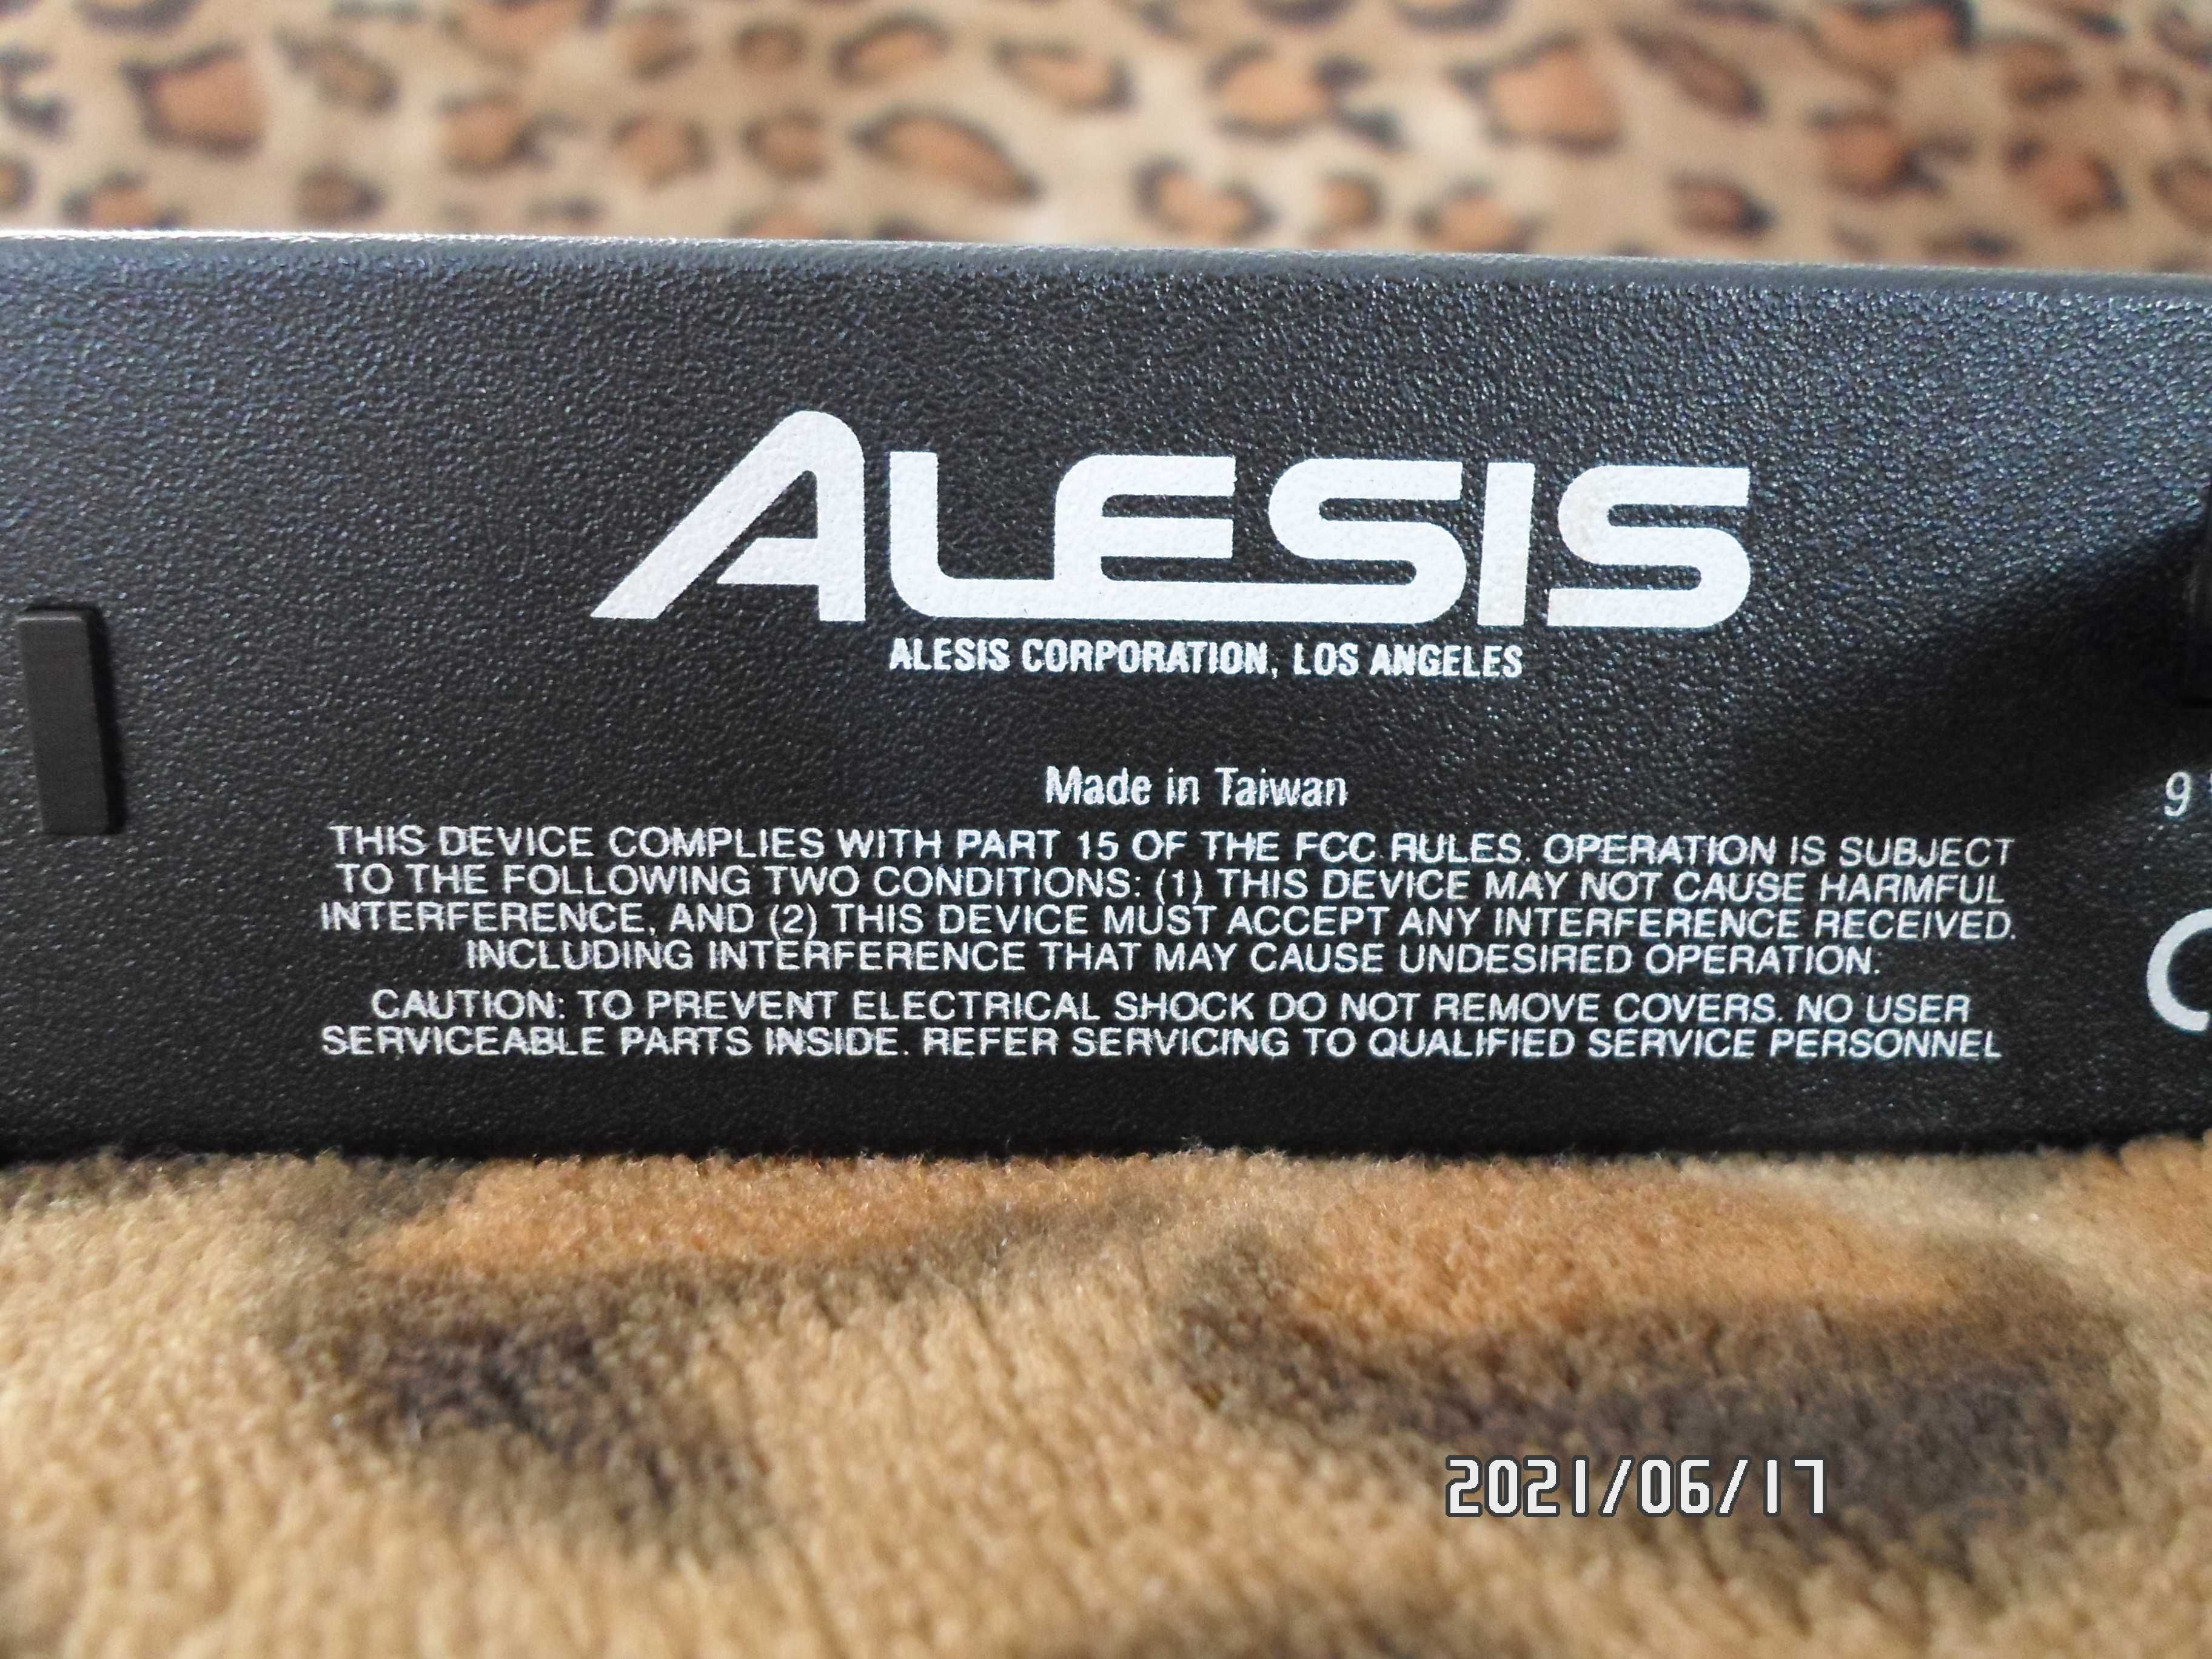 ALESIS
ALESIS CORPORATION, LOS ANGELES
Made in Taiwan
THIS DEVICE COMPLIES WITH PART 15 OF THE FCC RULES. OPERATION IS SUBJECT
TO THE FOLLOWING TWO CONDITIONS: (1) THIS DEVICE MAY NOT CAUSE HARMFUL
INTERFERENCE, AND (2) THIS DEVICE MUST ACCEPT ANY INTERFERENCE RECEIVED.
INCLUDING INTERFERENCE THAT MAY CAUSE UNDESIRED OPERATION.
CAUTION: TO PREVENT ELECTRICAL SHOCK DO NOT REMOVE COVERS. NO USER
SERVICEABLE PARTS INSIDE. REFER SERVICING TO QUALIFIED SERVICE PERSONNEL
9
2021/06/17